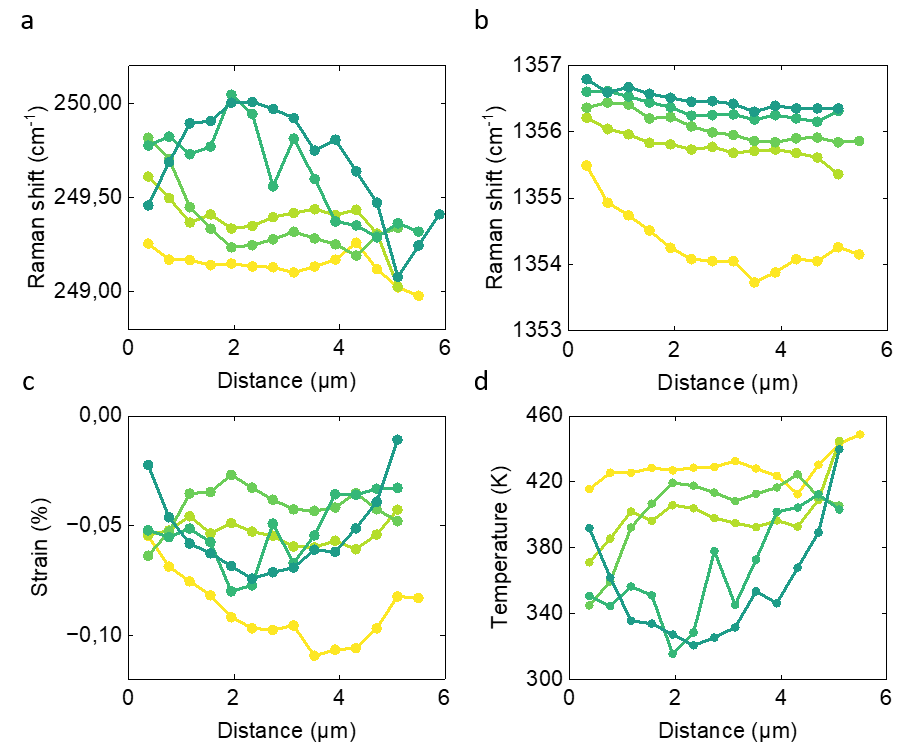 a
250.00
249.50
249,00
Raman shift (cm-1)
0 2 4 6
Distance (µm)
b
1357
1356
1355
1354
1353
Raman shift (cm-1)
0 2 4 6
Distance (µm)
c
0,00
−0,05
−0,10
Strain (%)
0 2 4 6
Distance (µm)
d
460
420
380
340
300
Temperature (K)
0 2 4 6
Distance (µm)